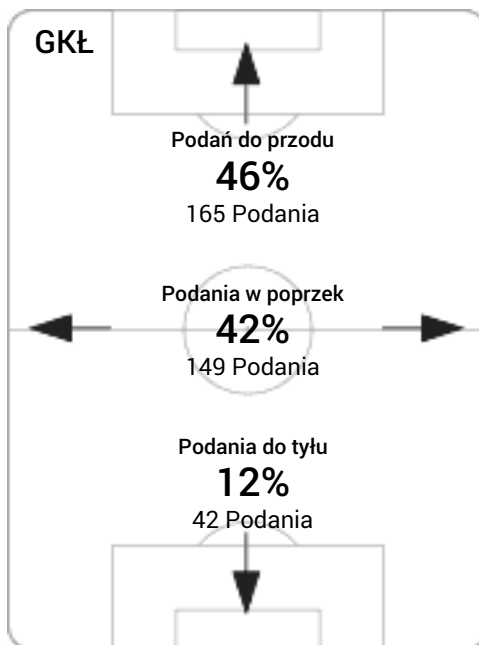 GKŁ
Podań do przodu
46%
165 Podania
Podania w poprzek
42%
149 Podania
Podania do tyłu
12%
42 Podania